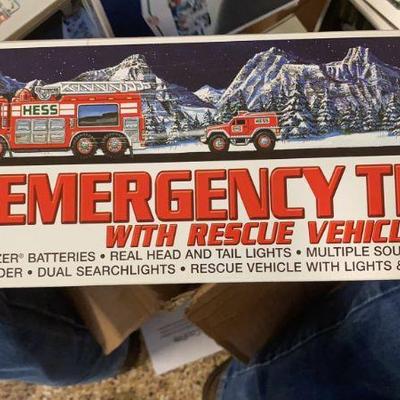 HESS
HESS
EMERGENCY T
WITH RESCUE VEHICL
ZER® BATTERIES • REAL HEAD AND TAIL LIGHTS • MULTIPLE SOU
DER • DUAL SEARCHLIGHTS • RESCUE VEHICLE WITH LIGHTS &